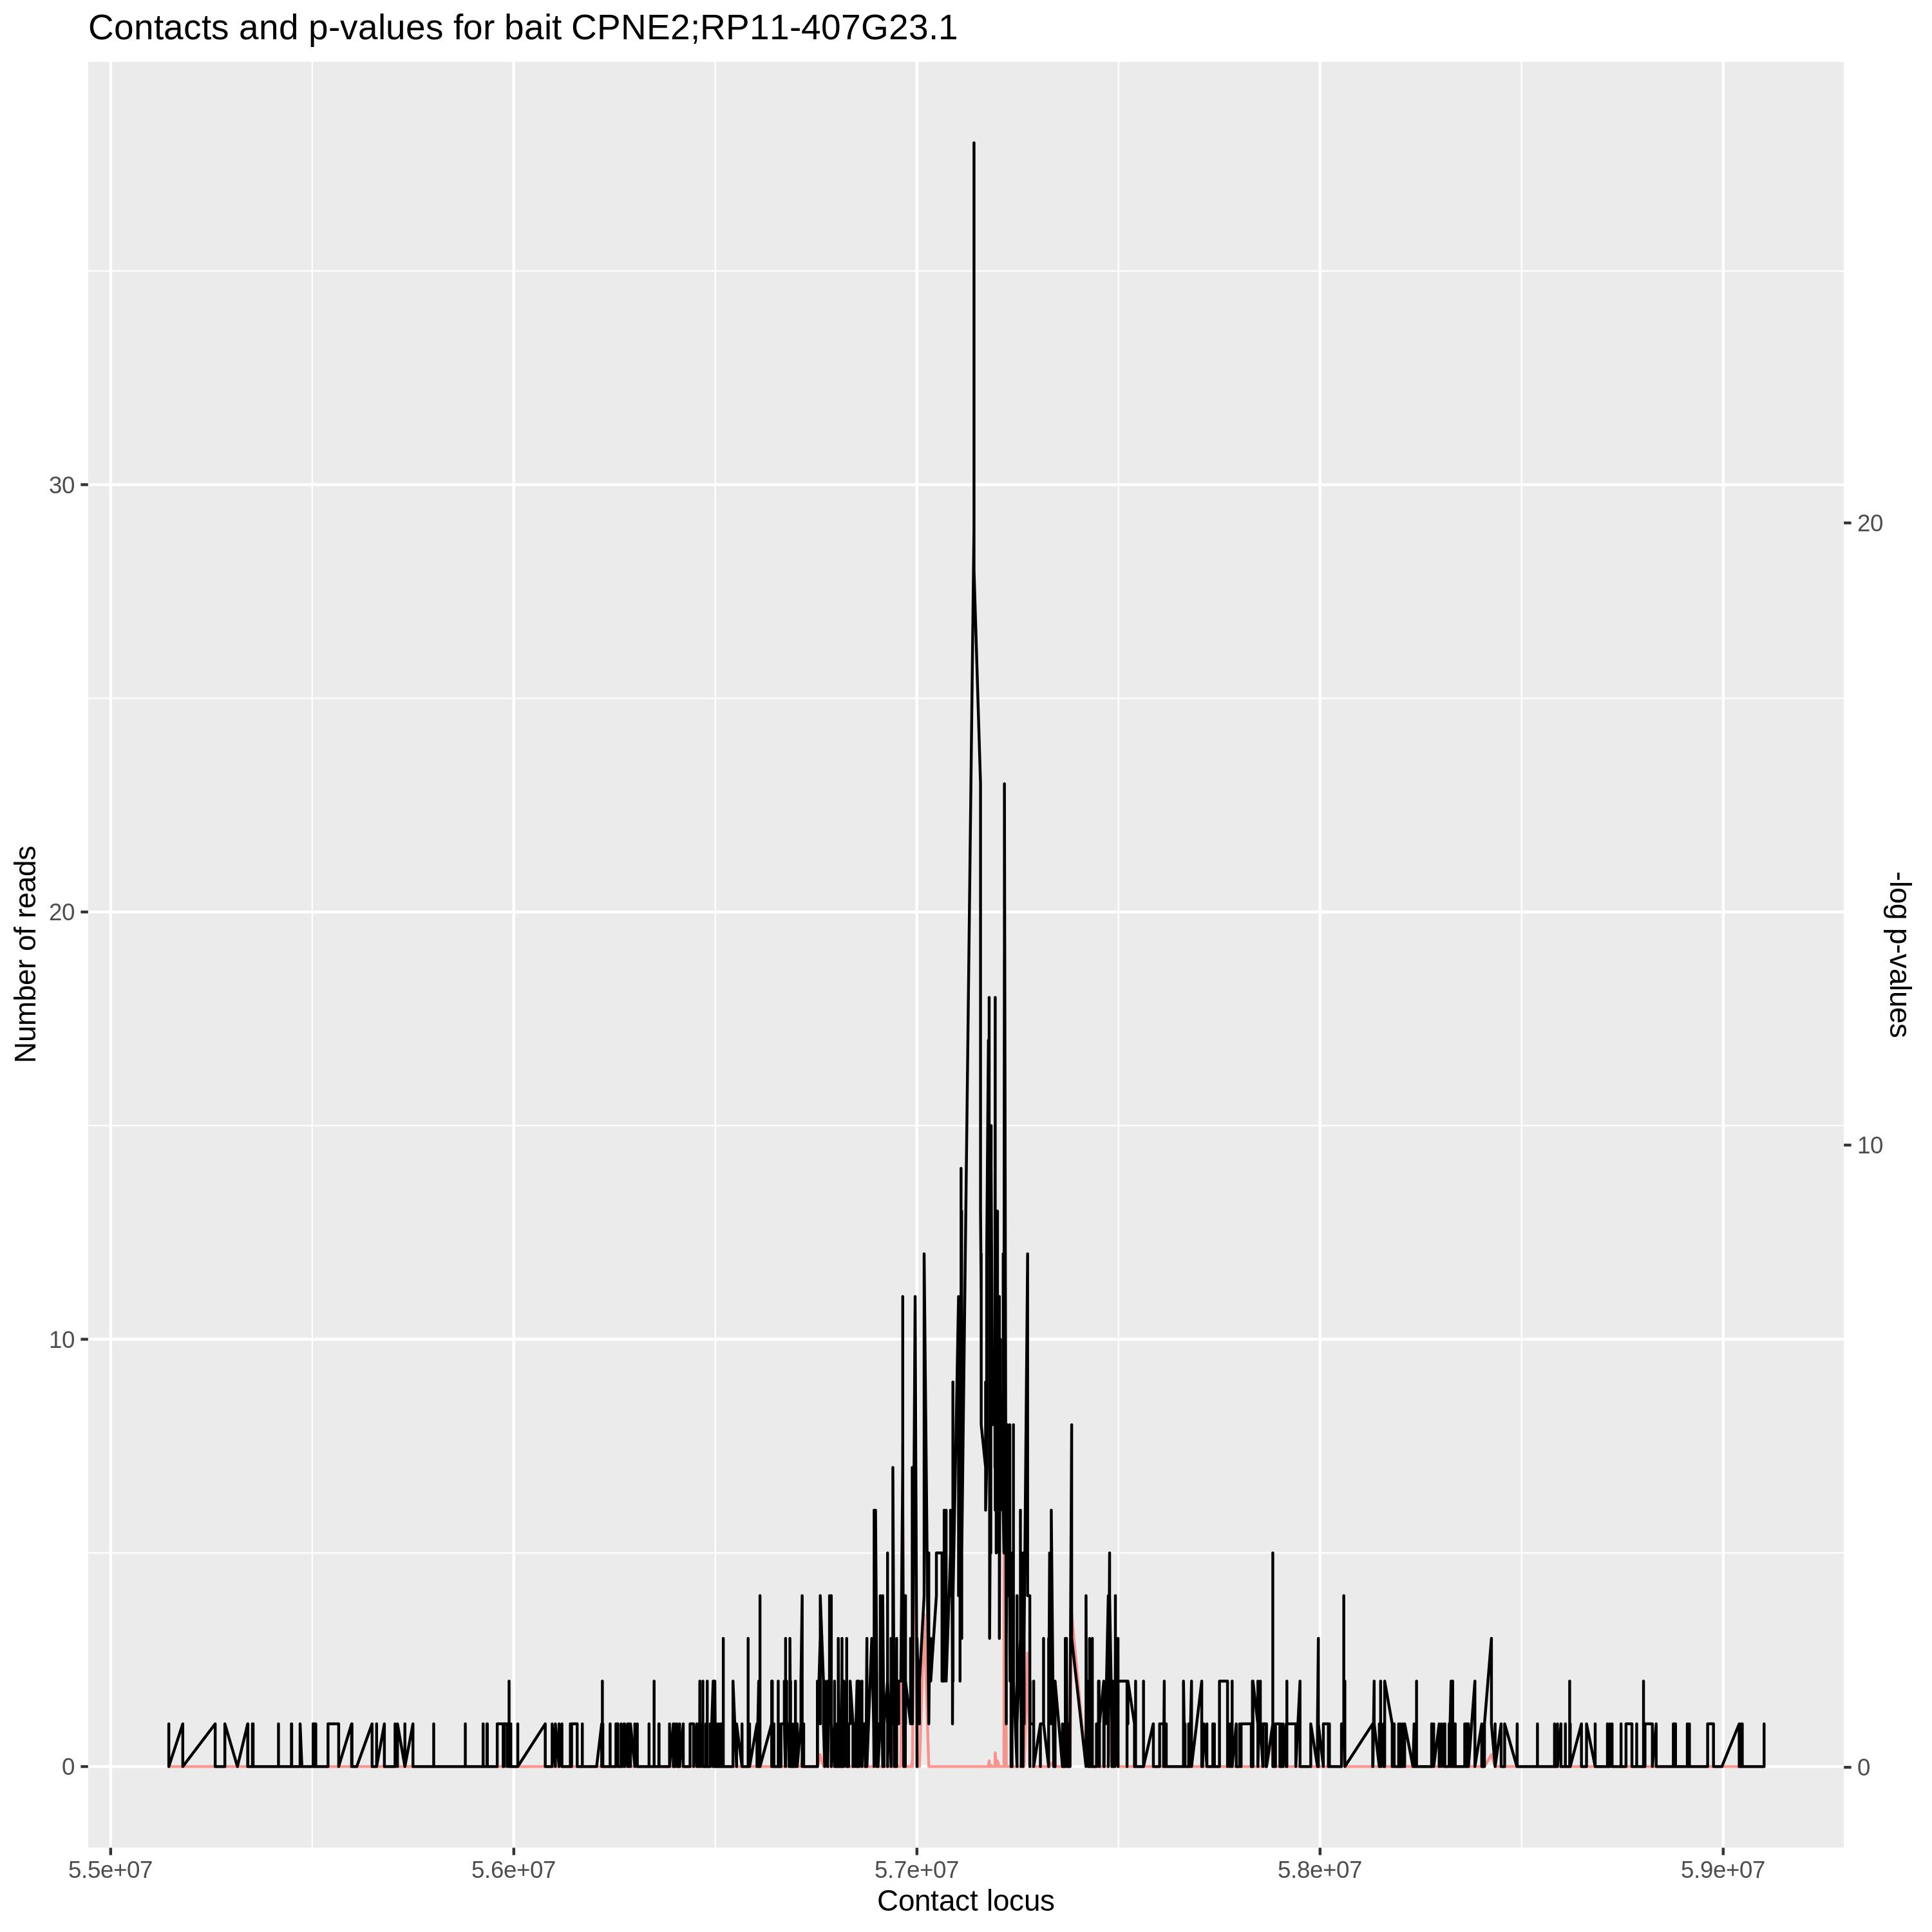 Contacts and p-values for bait CPNE2;RP11-407G23.1
Number of reads
30
20
10
0
20
10
0
-log p-values
5.5e+07 5.6e+07 5.7e+07 5.8e+07 5.9e+07
Contact locus